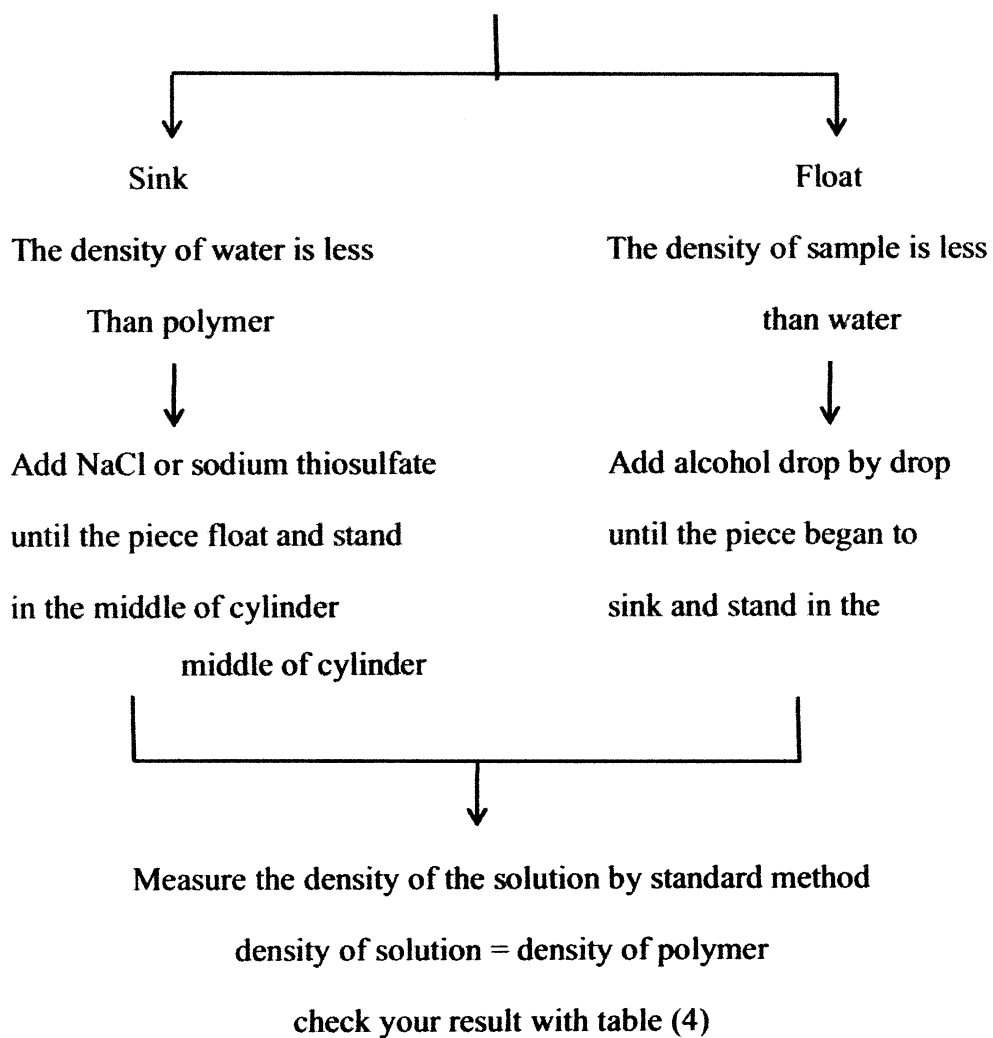 Sink
The density of water is less
Than polymer
Add NaCl or sodium thiosulfate
until the piece float and stand
in the middle of cylinder
middle of cylinder
Float
The density of sample is less
than water
Add alcohol drop by drop
until the piece began to
sink and stand in the
Measure the density of the solution by standard method
density of solution = density of polymer
check your result with table (4)